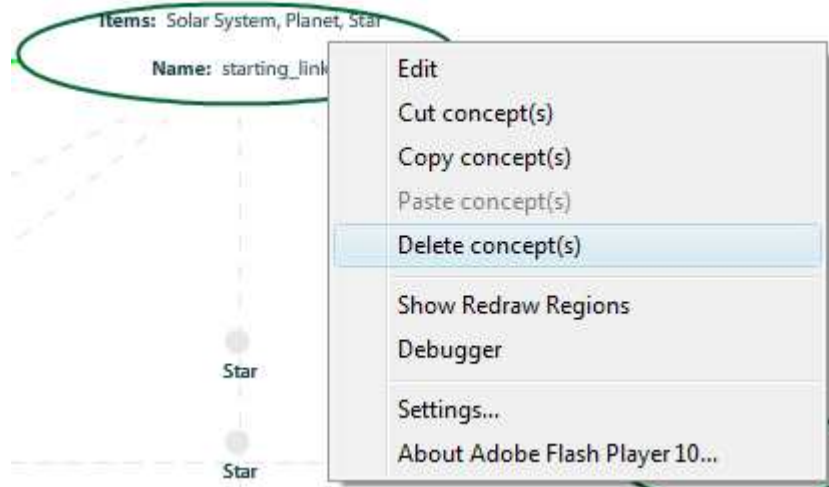 Items: Solar System, Planet, Star
Name: starting_link
Edit
Cut concept(s)
Copy concept(s)
Paste concept(s)
Delete concept(s)
Show Redraw Regions
Debugger
Settings...
About Adobe Flash Player 10...
Star
Star